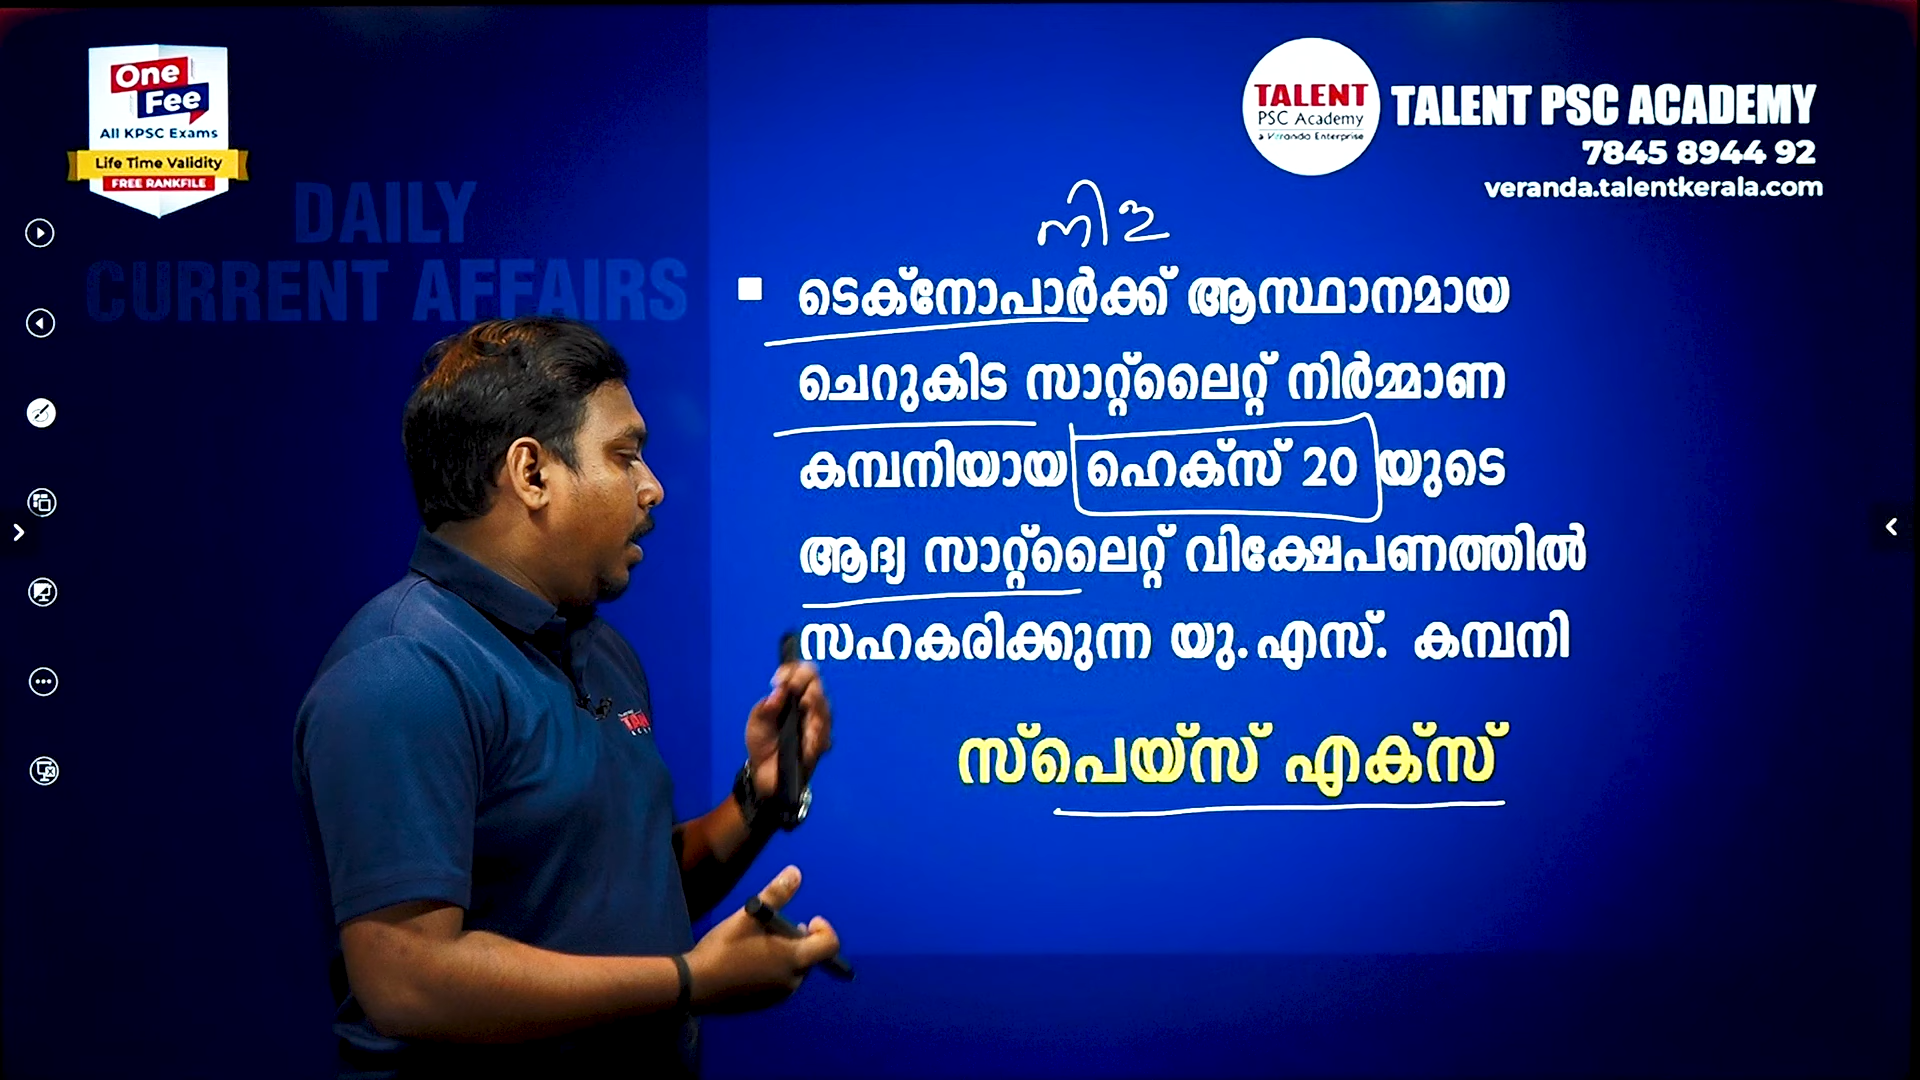 One
Fee
All KPSC Exams
Life Time Validity
FREE RANKFILE
TALENT
PSC Academy
a Veranda Enterprise
TALENT PSC ACADEMY
7845 8944 92
veranda.talentkerala.com
DAILY
CURRENT AFFAIRS
നിള
ടെക്നോപാർക്ക് ആസ്ഥാനമായ
ചെറുകിട സാറ്റ്ലൈറ്റ് നിർമ്മാണ
കമ്പനിയായ ഹെക്സ് 20 യുടെ
ആദ്യ സാറ്റ്ലൈറ്റ് വിക്ഷേപണത്തിൽ
സഹകരിക്കുന്ന യു.എസ്. കമ്പനി
സ്പെയ്സ് എക്സ്